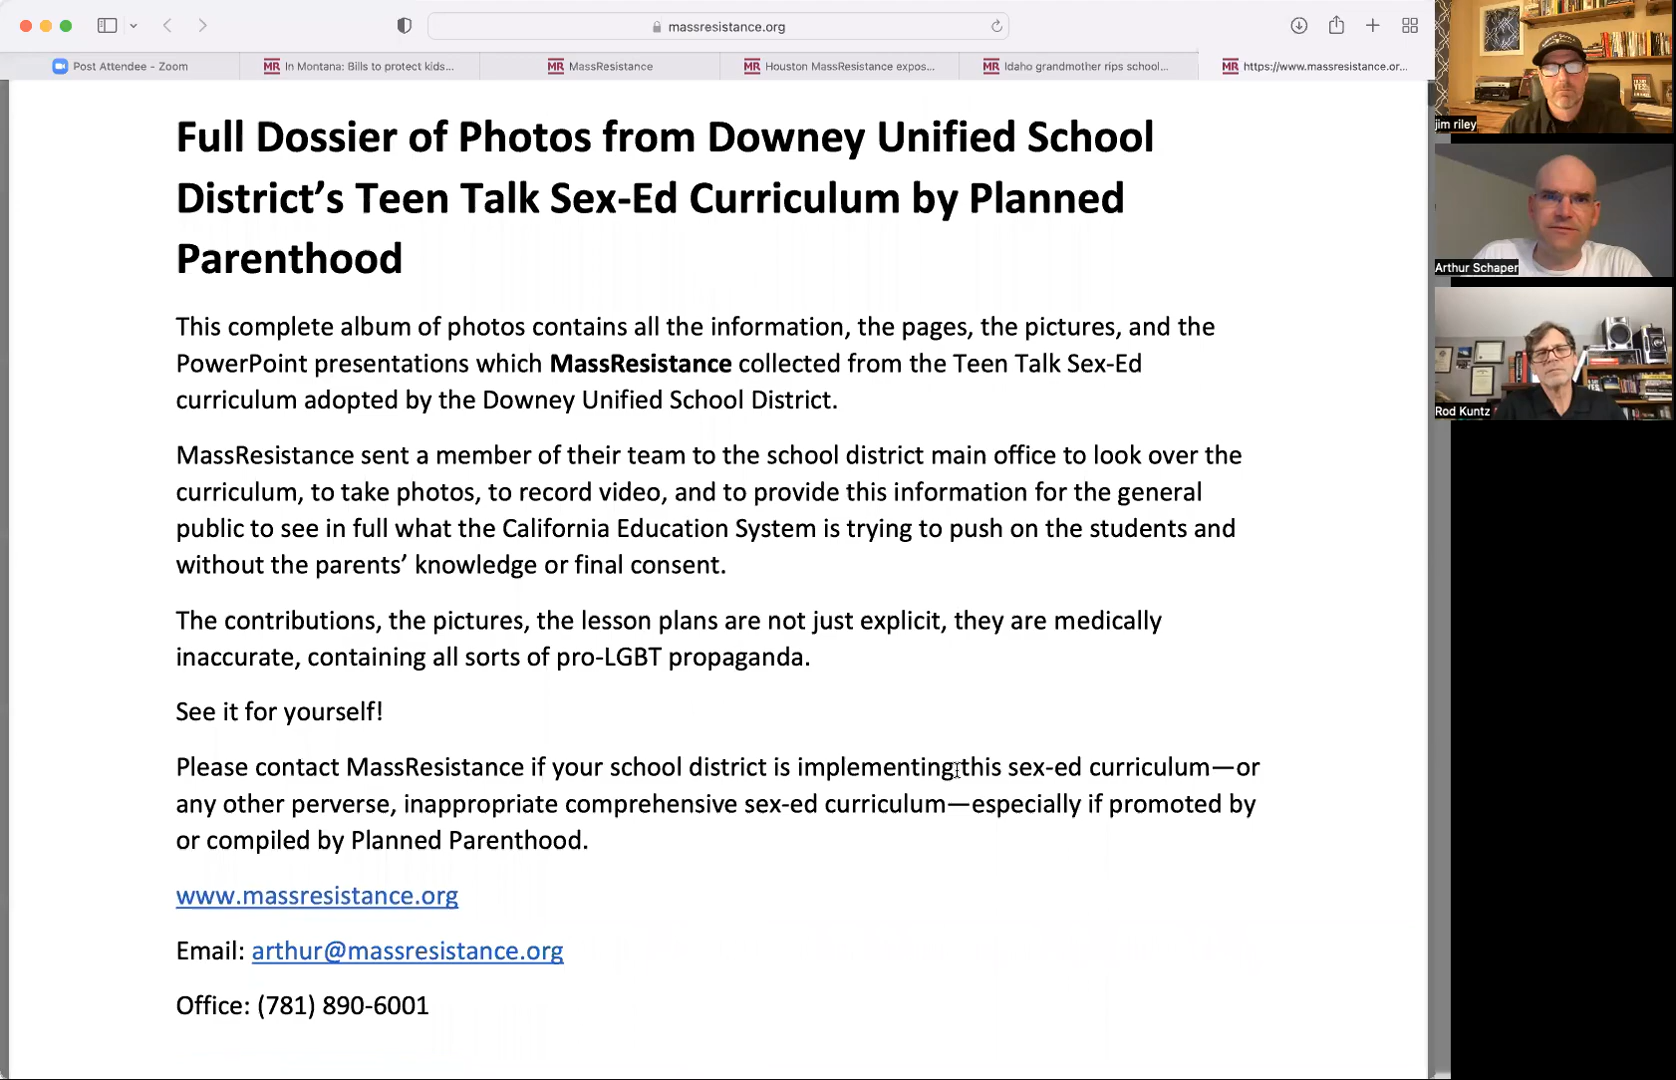 massresistance.org
Post Attendee - Zoom
MR In Montana: Bills to protect kids...
MR MassResistance
MR Houston MassResistance expos...
MR Idaho grandmother rips school...
MR https://www.massresistance.or...
Full Dossier of Photos from Downey Unified School
District’s Teen Talk Sex-Ed Curriculum by Planned
Parenthood
This complete album of photos contains all the information, the pages, the pictures, and the
PowerPoint presentations which MassResistance collected from the Teen Talk Sex-Ed
curriculum adopted by the Downey Unified School District.
MassResistance sent a member of their team to the school district main office to look over the
curriculum, to take photos, to record video, and to provide this information for the general
public to see in full what the California Education System is trying to push on the students and
without the parents’ knowledge or final consent.
The contributions, the pictures, the lesson plans are not just explicit, they are medically
inaccurate, containing all sorts of pro-LGBT propaganda.
See it for yourself!
Please contact MassResistance if your school district is implementing this sex-ed curriculum—or
any other perverse, inappropriate comprehensive sex-ed curriculum—especially if promoted by
or compiled by Planned Parenthood.
www.massresistance.org
Email: arthur@massresistance.org
Office: (781) 890-6001
jim riley
Arthur Schaper
Rod Kuntz